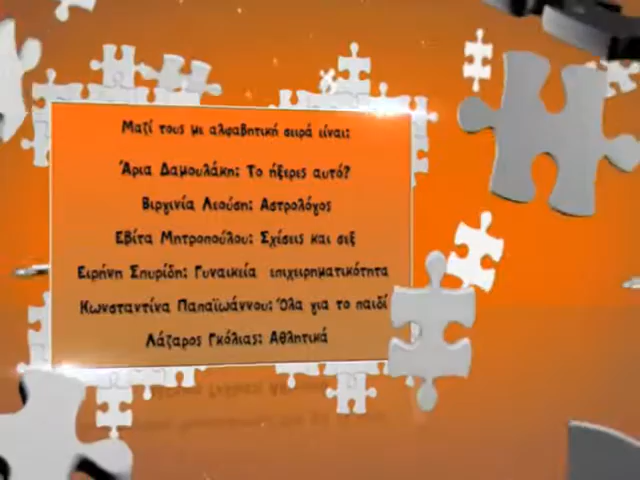 Μαζί τους με αλφαβητική σειρά είναι:
Άρια Δαμουλάκη: Το ήξερες αυτό?
Βιργινία Λεούση: Αστρολόγος
Εβίτα Μητροπούλου: Σχέσεις και σεξ
Ειρήνη Σπυρίδη: Γυναικεία επιχειρηματικότητα
Κωνσταντίνα Παπαϊωάννου: Όλα για το παιδί
Λάζαρος Γκόλιας: Αθλητικά